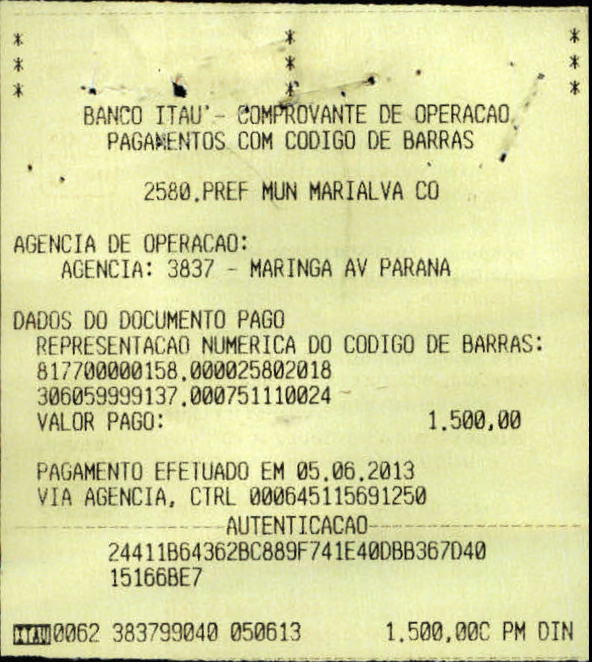 * * *
* * *
* * *
BANCO ITAU'- COMPROVANTE DE OPERACAO
PAGAMENTOS COM CODIGO DE BARRAS
2580.PREF MUN MARIALVA CO
AGENCIA DE OPERACAO:
AGENCIA: 3837 - MARINGA AV PARANA
DADOS DO DOCUMENTO PAGO
REPRESENTACAO NUMERICA DO CODIGO DE BARRAS:
817700000158.000025802018
306059999137.000751110024
VALOR PAGO: 1.500,00
PAGAMENTO EFETUADO EM 05.06.2013
VIA AGENCIA, CTRL 000645115691250
AUTENTICACAO
24411B64362BC889F741E40DBB367D40
15166BE7
ITAU0062 383799040 050613 1.500,00C PM DIN